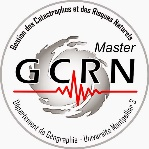 Gestion des Catastrophes et des Risques Naturels
Master
GCRN
Département de Géographie - Université Montpellier 3